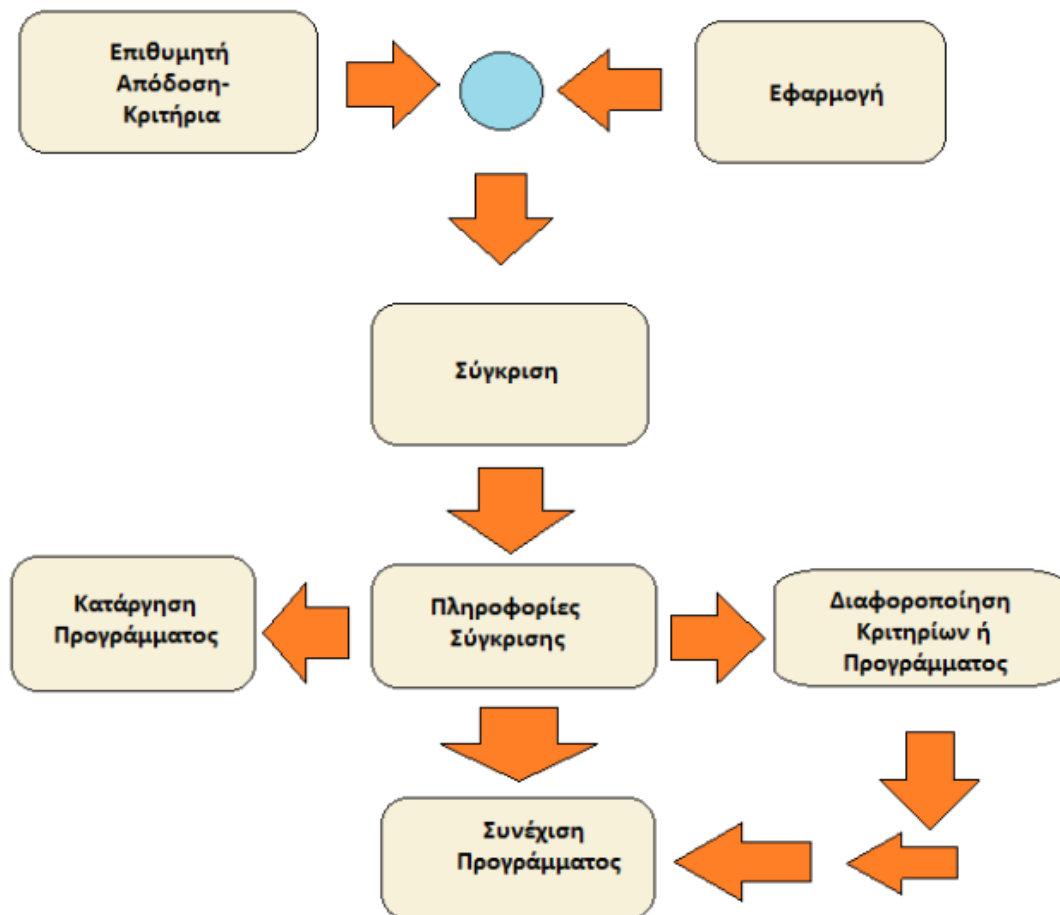 Επιθυμητή
Απόδοση-
Κριτήρια
Εφαρμογή
Σύγκριση
Κατάργηση
Προγράμματος
Πληροφορίες
Σύγκρισης
Διαφοροποίηση
Κριτηρίων ή
Προγράμματος
Συνέχιση
Προγράμματος